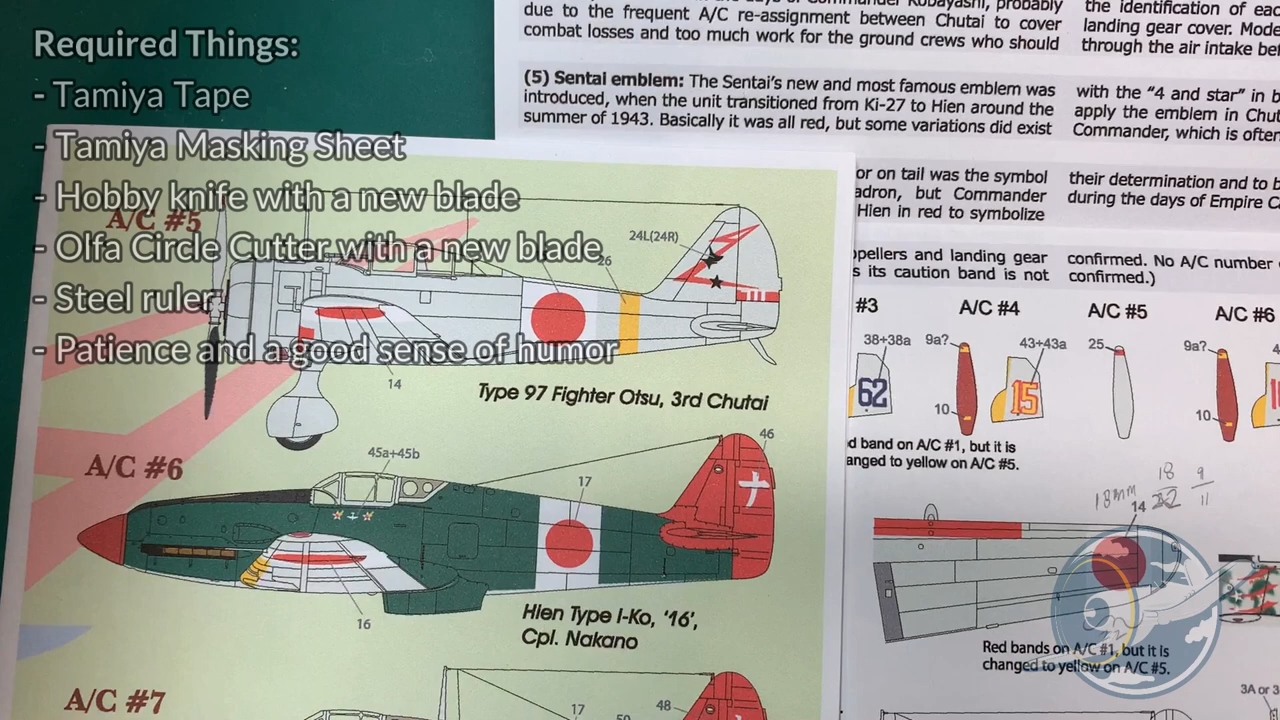 Required Things:
- Tamiya Tape
- Tamiya Masking Sheet
- Hobby knife with a new blade
- Olfa Circle Cutter with a new blade
- Steel ruler
- Patience and a good sense of humor
due to the frequent A/C re-assignment between Chutai to cover
combat losses and too much work for the ground crews who should
the identification of eac
landing gear cover. Mode
through the air intake be
(5) Sentai emblem: The Sentai's new and most famous emblem was
introduced, when the unit transitioned from Ki-27 to Hien around the
summer of 1943. Basically it was all red, but some variations did exist
with the "4 and star" in b
apply the emblem in Chut
Commander, which is often
or on tail was the symbol
adron, but Commander
Hien in red to symbolize
their determination and to b
during the days of Empire C
opellers and landing gear
s its caution band is not
confirmed. No A/C number
confirmed.)
A/C #5
24L(24R)
26
14
Type 97 Fighter Otsu, 3rd Chutai
A/C #6
45a+45b
17
46
16
Hien Type I-Ko, '16',
Cpl. Nakano
A/C #7
17
48
#3
A/C #4
A/C #5
A/C #6
38+38a
62
9a?
10
43+43a
15
25
9a?
10
d band on A/C #1, but it is
anged to yellow on A/C #5.
18mm
18
9
11
14
Red bands on A/C #1, but it is
changed to yellow on A/C #5.
3A or 3